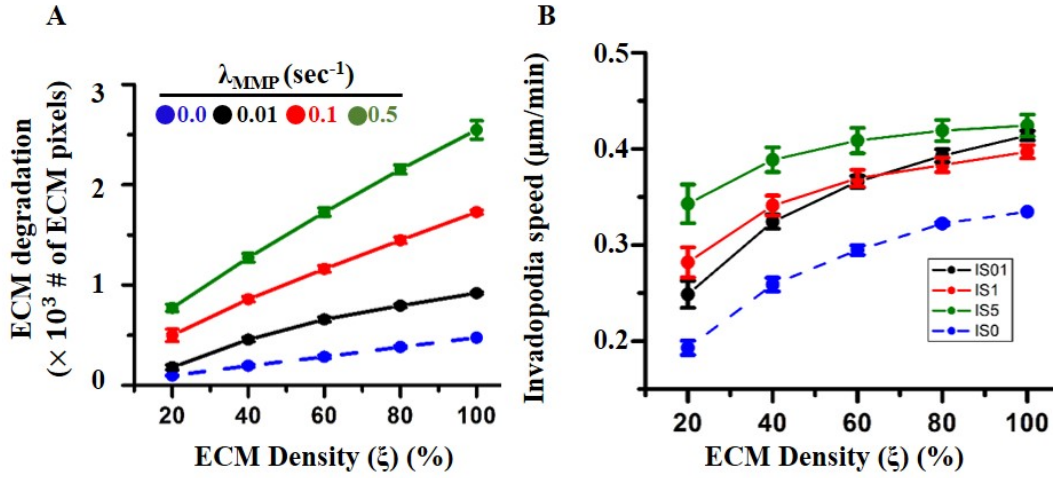 A
λMMP (sec-1)
0.0 0.01 0.1 0.5
ECM degradation
(× 10³ # of ECM pixels)
3
2
1
0
20 40 60 80 100
ECM Density (ξ) (%)
B
Invadopodia speed (µm/min)
0.5
0.4
0.3
0.2
IS01
IS1
IS5
IS0
20 40 60 80 100
ECM Density (ξ) (%)